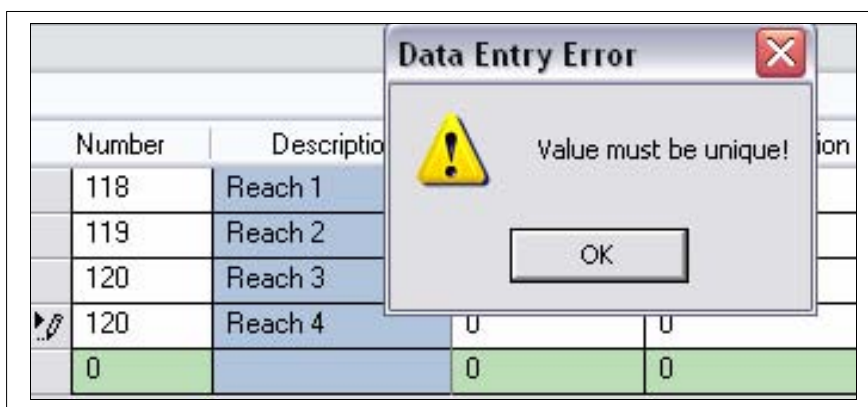 Data Entry Error
Value must be unique!
OK
Number Descriptio ion
118 Reach 1
119 Reach 2
120 Reach 3
120 Reach 4 0 0
0 0 0